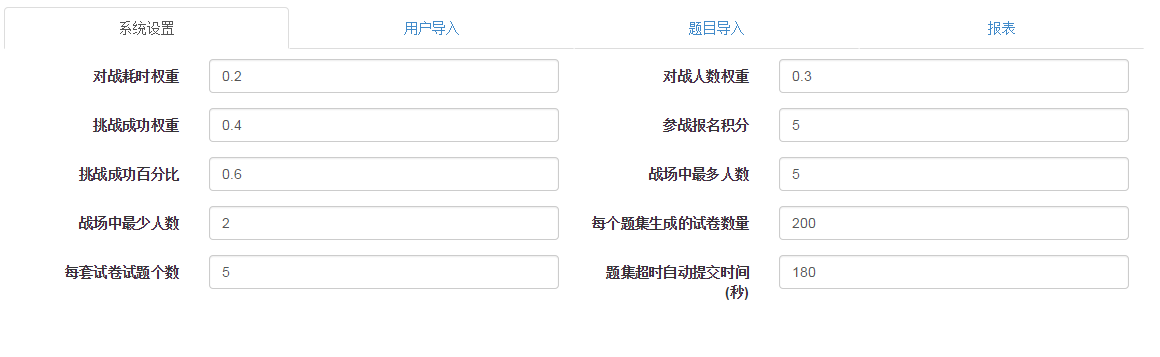 系统设置 用户导入 题目导入 报表
对战耗时权重 0.2 对战人数权重 0.3
挑战成功权重 0.4 参战报名积分 5
挑战成功百分比 0.6 战场中最多人数 5
战场中最少人数 2 每个题集生成的试卷数量 200
每套试卷试题个数 5 题集超时自动提交时间 180
(秒)